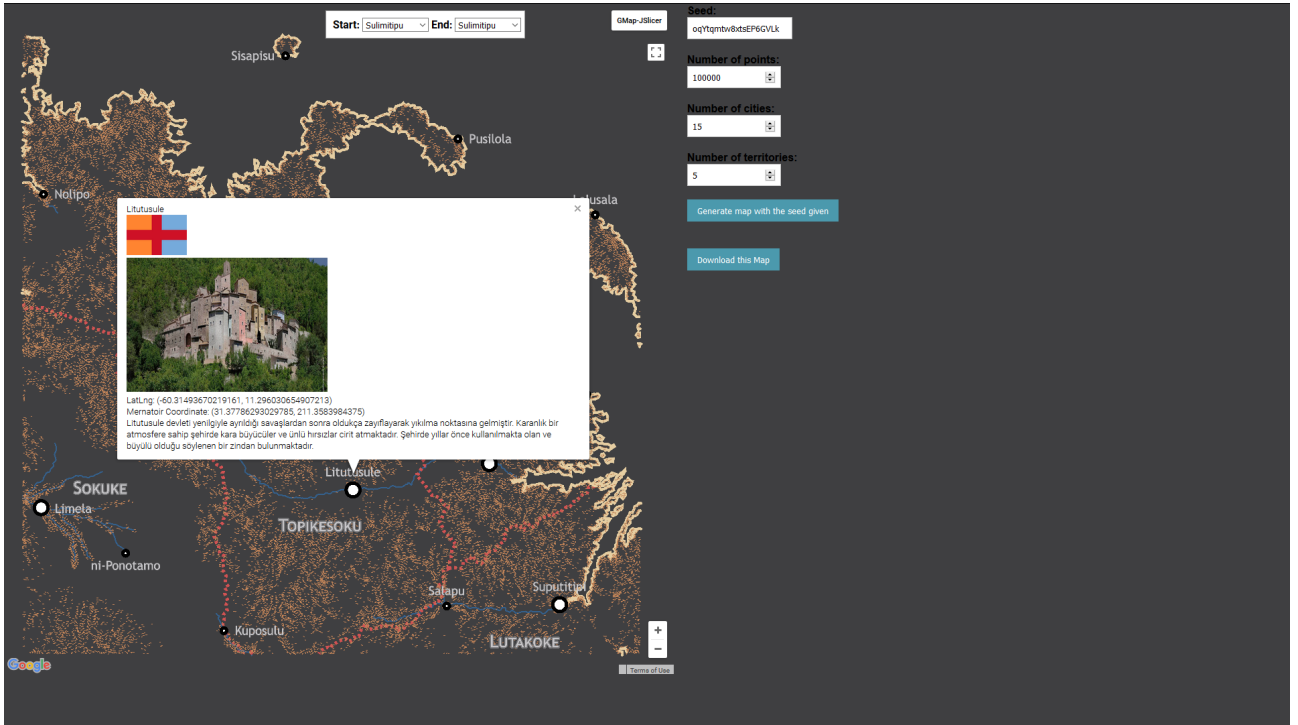 Start: Sulimitipu End: Sulimitipu
GMap-JSlicer
Seed:
oqYtqmtw8xtsEP6GVLk
Number of points:
100000
Number of cities:
15
Number of territories:
5
Generate map with the seed given
Download this Map
Sisapisu
Pusilola
Nolipo
Litutusule
×
LatLng: (-60.31493670219161, 11.296030654907213)
Mernatoir Coordinate: (31.37786293029785, 211.3583984375)
Litutusule devleti yenilgiyle ayrıldığı savaşlardan sonra oldukça zayıflayarak yıkılma noktasına gelmiştir. Karanlık bir
atmosfere sahip şehirde kara büyücüler ve ünlü hırsızlar cirit atmaktadır. Şehirde yıllar önce kullanılmakta olan ve
büyülü olduğu söylenen bir zindan bulunmaktadır.
Litutusule
SOKUKE
Limela
TOPIKESOKU
ni-Ponotamo
Salapu
Suputitipi
Kuposulu
LUTAKOKE
+
−
Google
Terms of Use